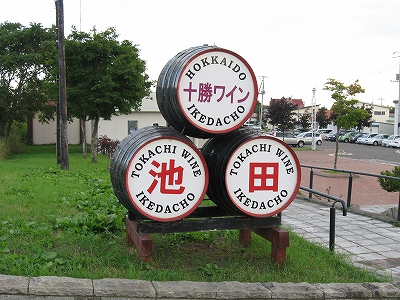 HOKKAIDO
十勝ワイン
IKEDACHO
TOKACHI WINE
池
IKEDACHO
TOKACHI WINE
田
IKEDACHO